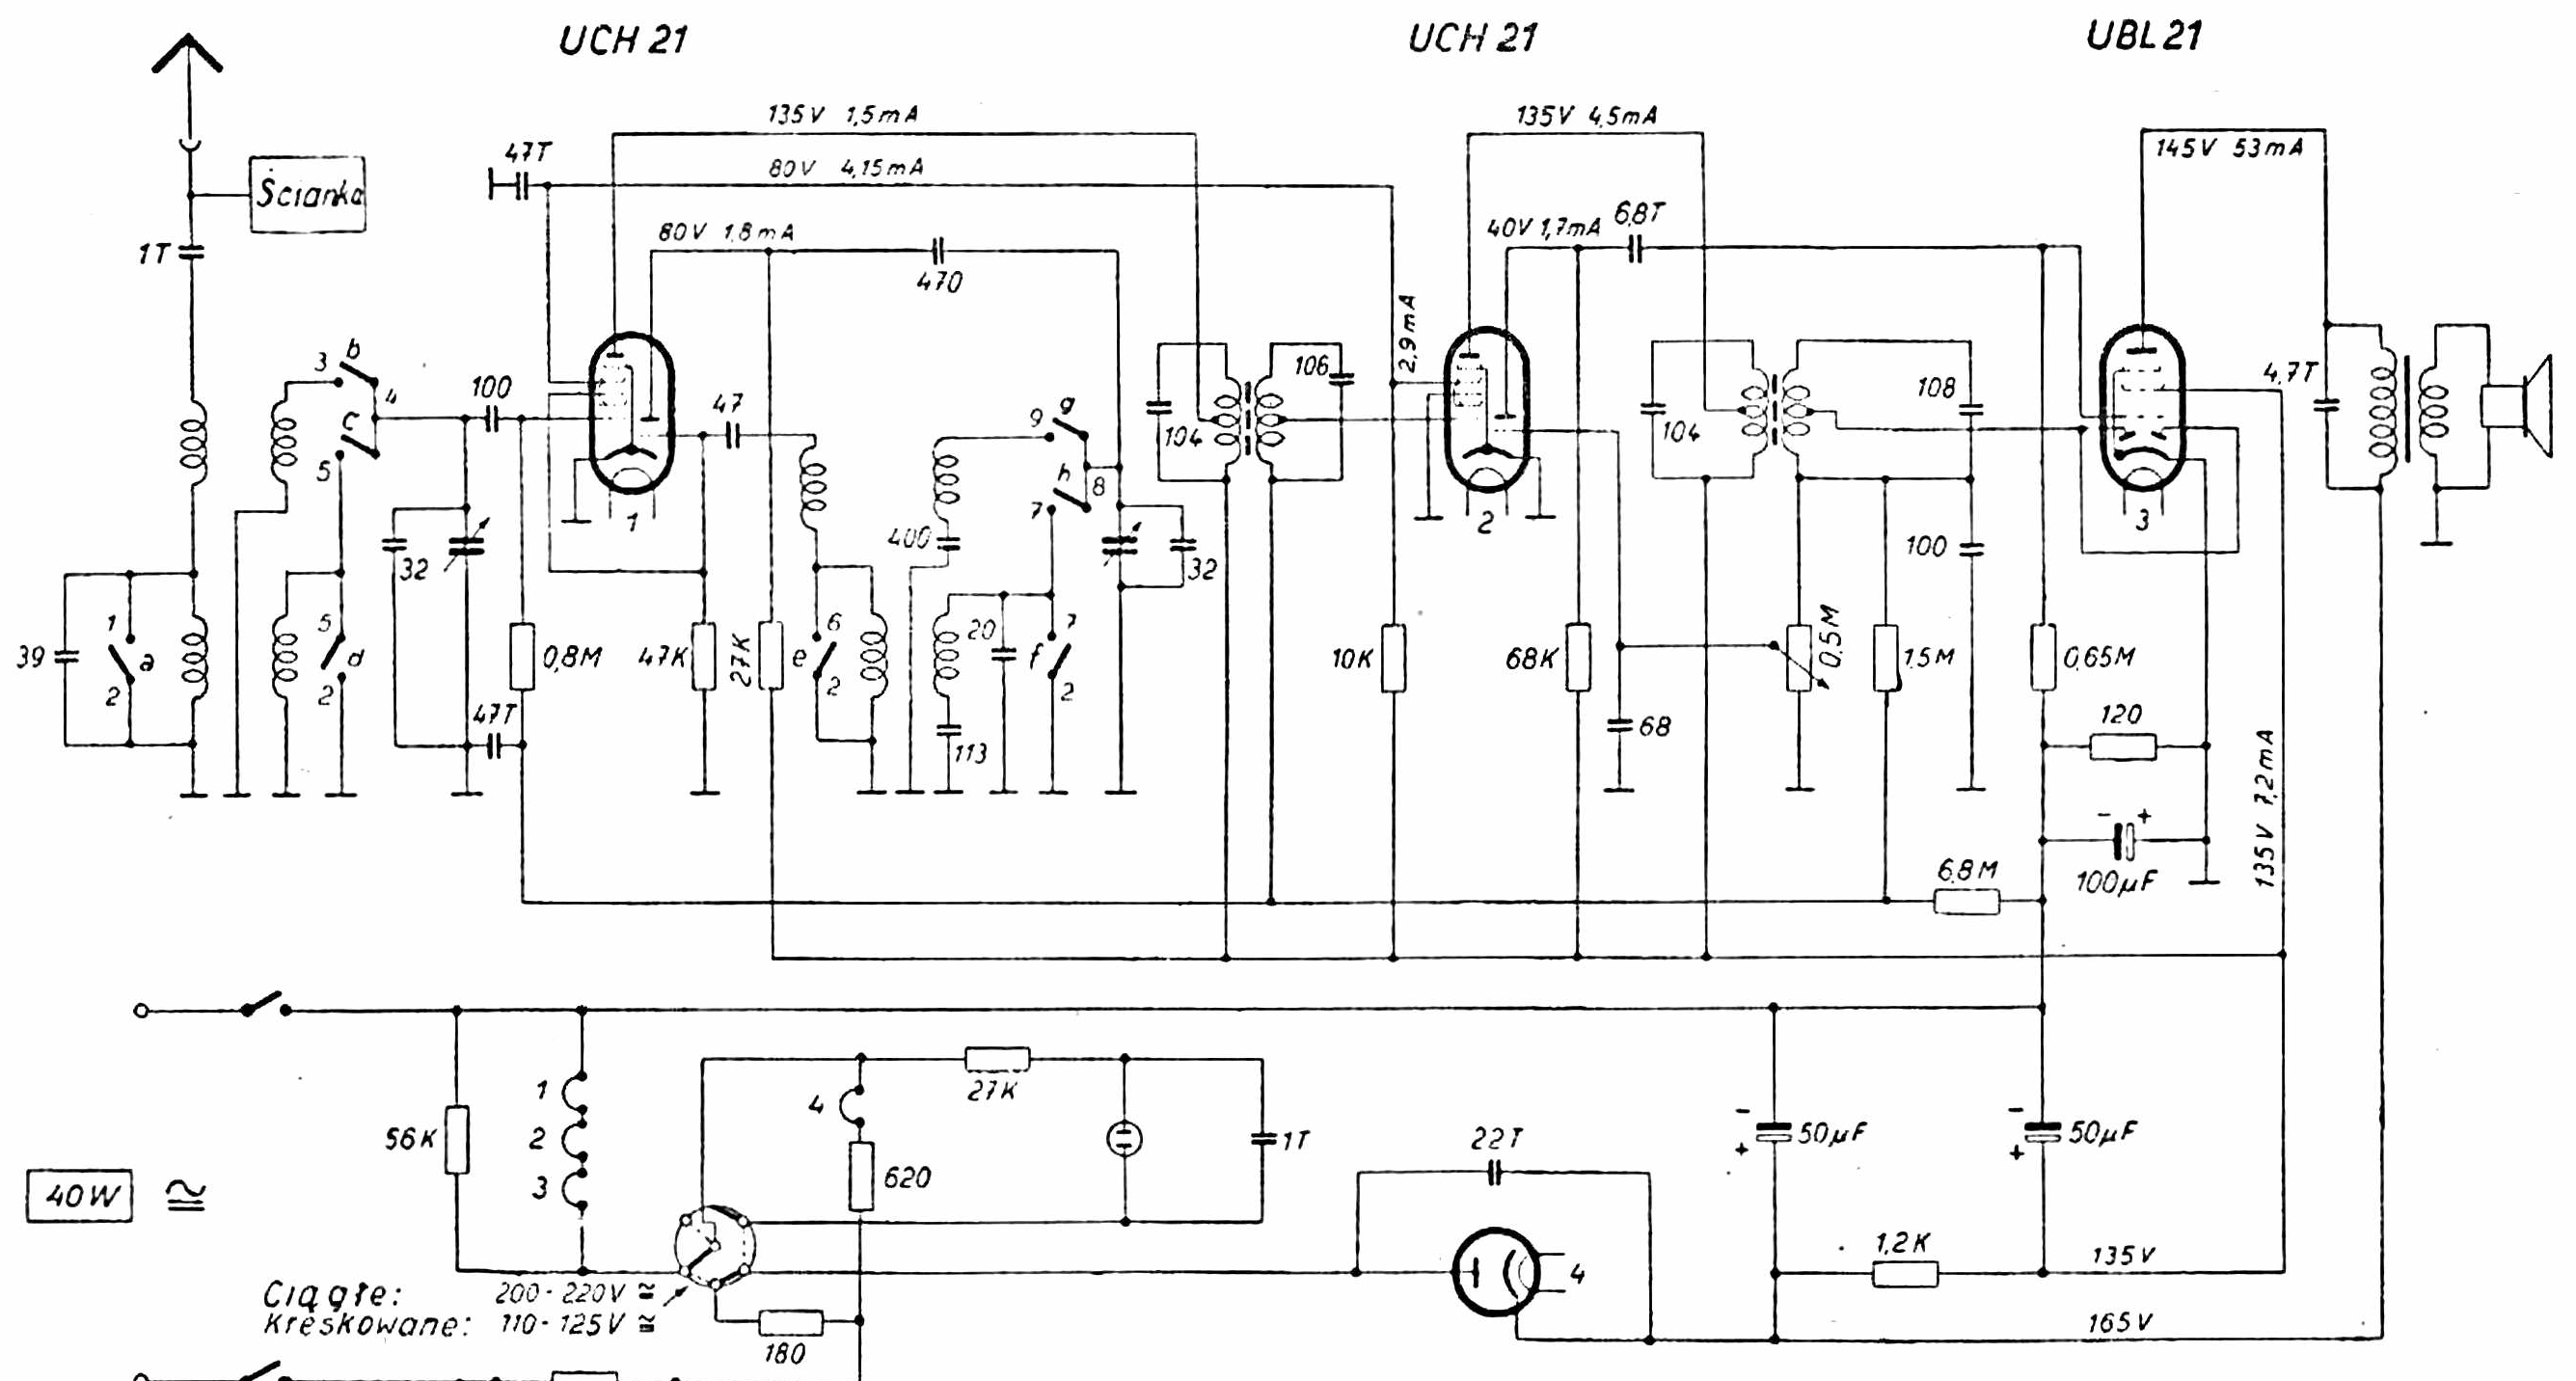 UCH 21
UCH 21
UBL 21
135V 1,5mA
135V 4,5mA
145V 53mA
47T
80V 4,15mA
Ścianka
6,8T
40V 1,7mA
80V 1,8mA
1T
470
2,9mA
3 b
4
c
5
100
47
9 g
h
8
7
106
104
104
108
4,7T
1
2
3
32
400
32
100
39
1
a
2
5
d
2
0,8M
47K
27K
6
e
2
20
7
f
2
10K
68K
0,5M
1,5M
0,65M
47T
113
68
120
135V 7,2mA
- +
100µF
6,8M
1
2
3
56K
4
27K
620
1T
22T
-
+
50µF
-
+
50µF
40W ≅
4
1,2K
135V
Ciągłe: 200-220V ≅
Kreskowane: 110-125V ≅
180
165V